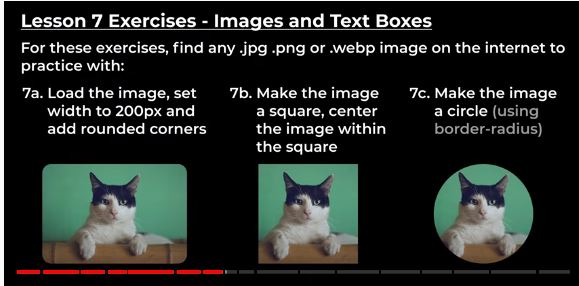 Lesson 7 Exercises - Images and Text Boxes
For these exercises, find any .jpg .png or .webp image on the internet to
practice with:
7a. Load the image, set
width to 200px and
add rounded corners
7b. Make the image
a square, center
the image within
the square
7c. Make the image
a circle (using
border-radius)